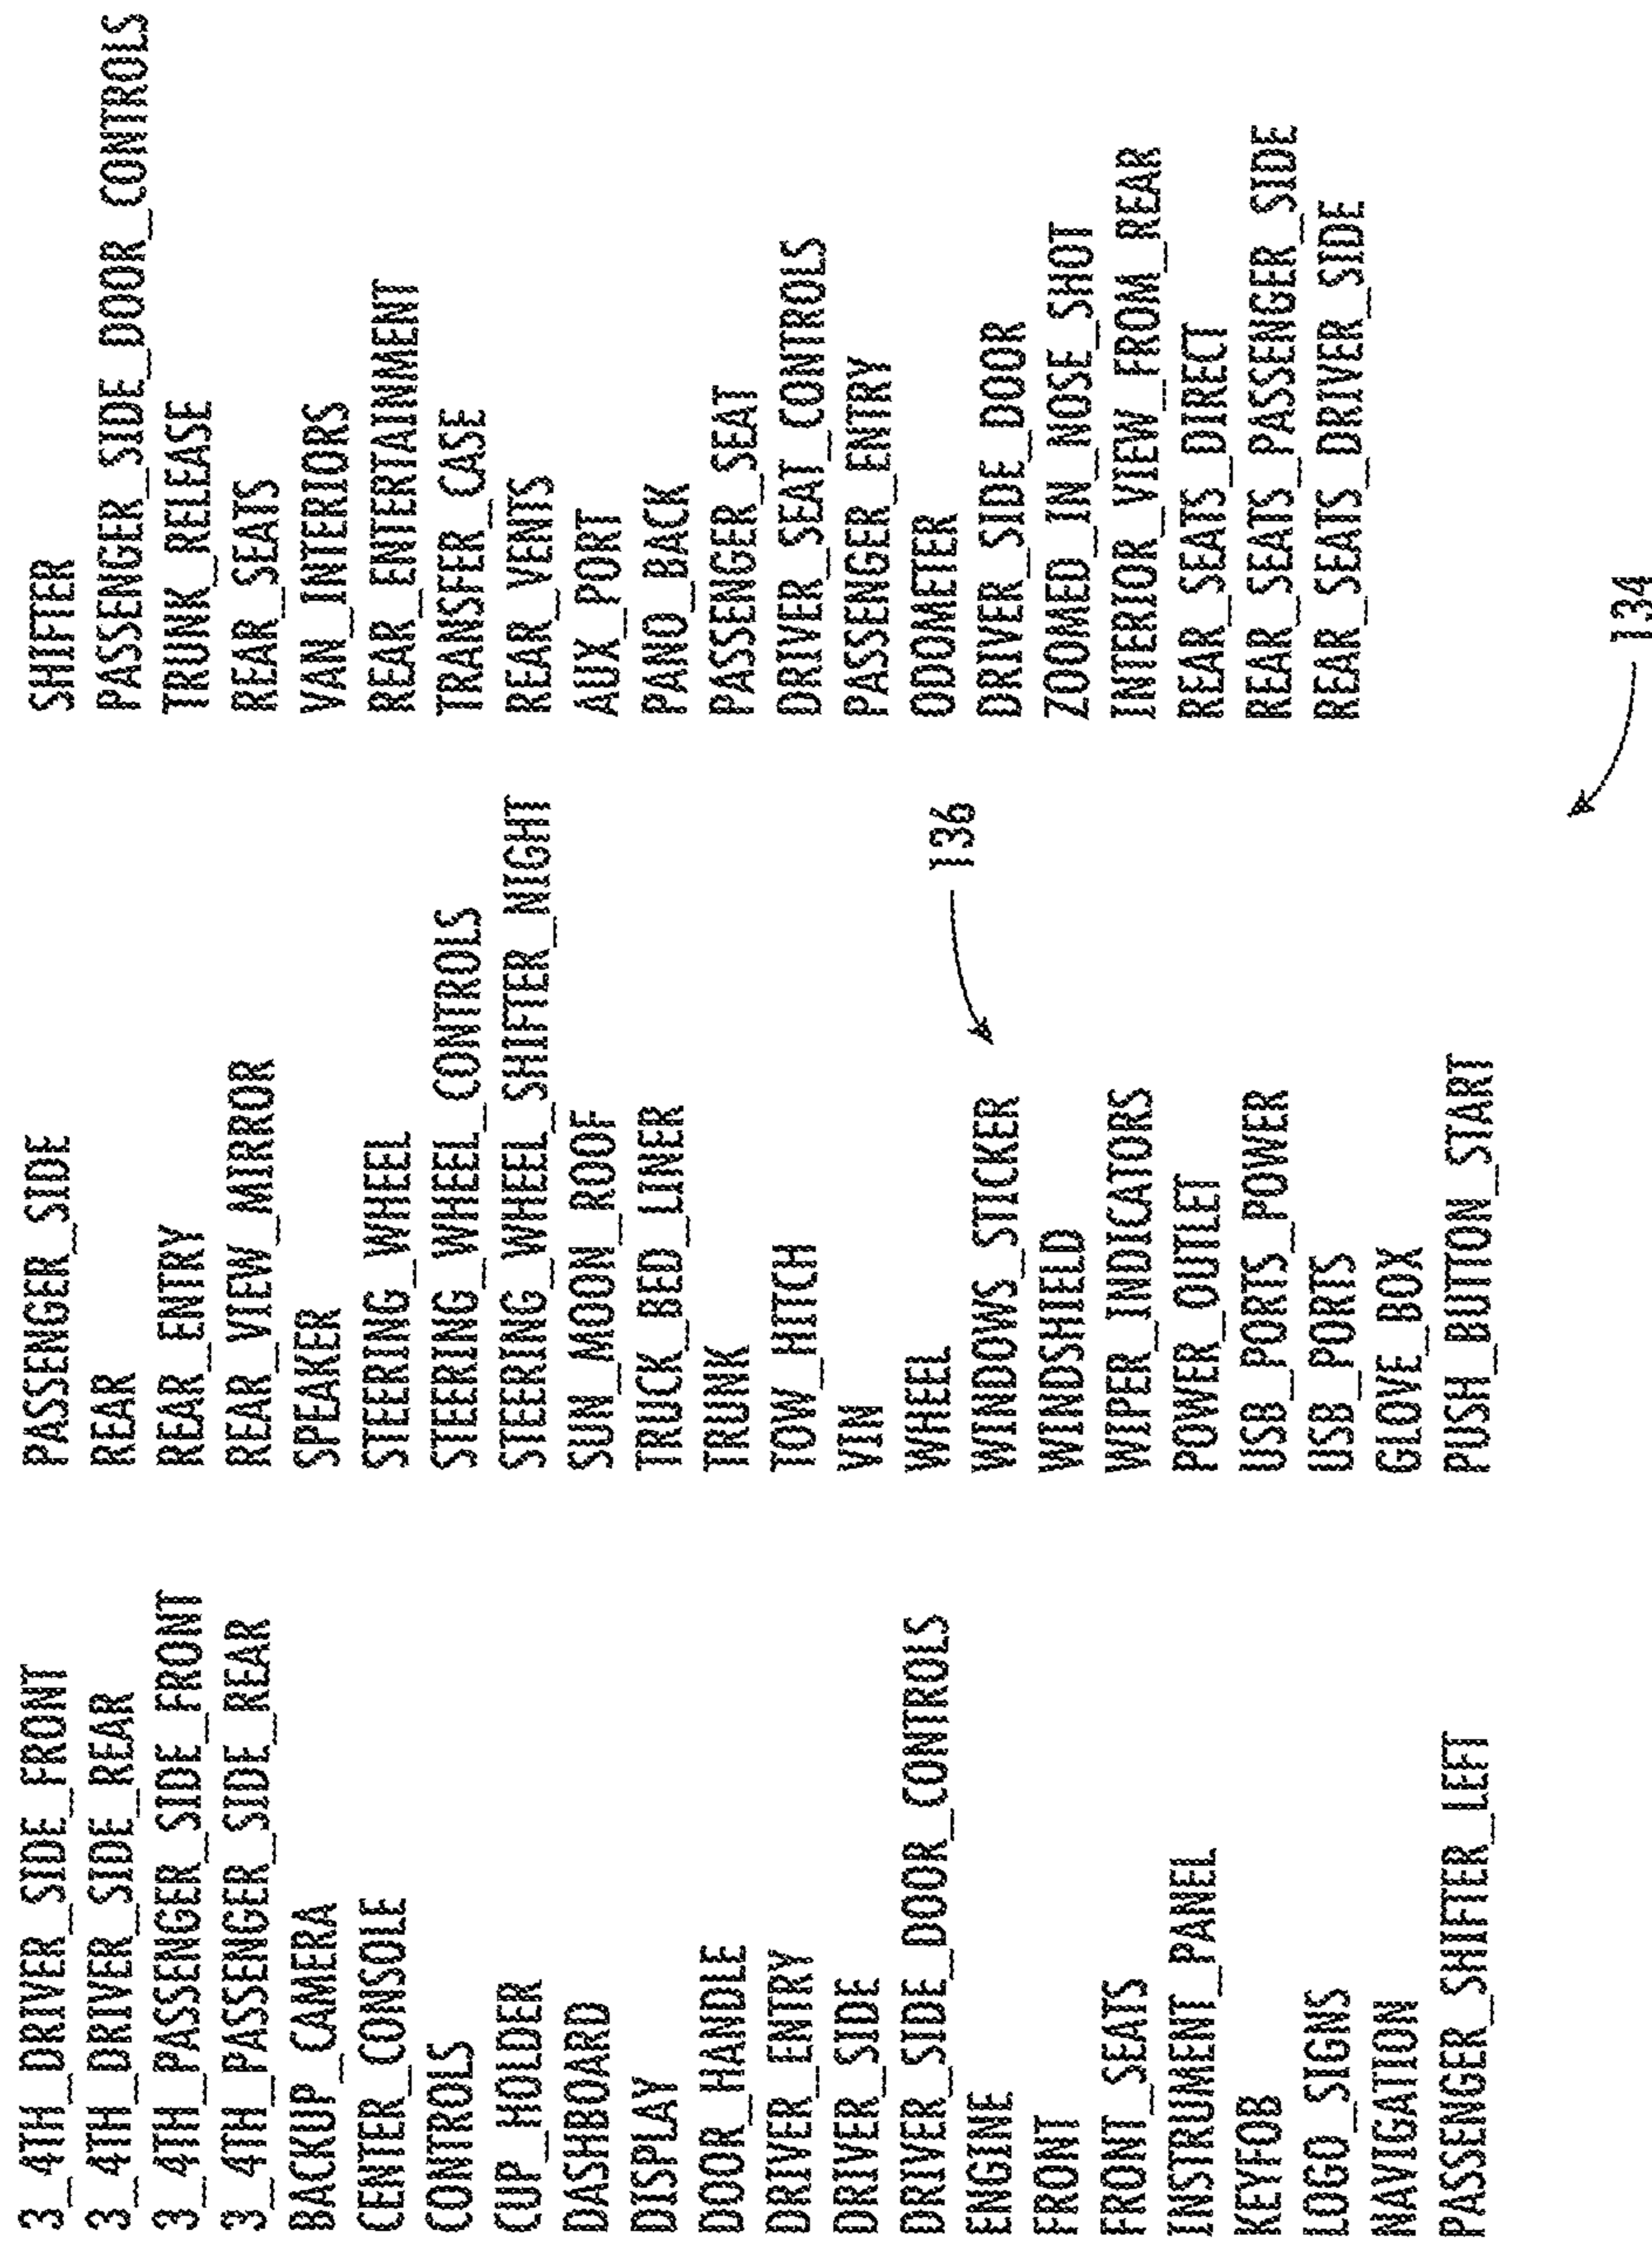 3_4TH_DRIVER_SIDE_FRONT
3_4TH_DRIVER_SIDE_REAR
3_4TH_PASSENGER_SIDE_FRONT
3_4TH_PASSENGER_SIDE_REAR
BACKUP_CAMERA
CENTER_CONSOLE
CONTROLS
CUP_HOLDER
DASHBOARD
DISPLAY
DOOR_HANDLE
DRIVER_ENTRY
DRIVER_SIDE
DRIVER_SIDE_DOOR_CONTROLS
ENGINE
FRONT
FRONT_SEATS
INSTRUMENT_PANEL
KEYFOB
LOGO_SIGNS
NAVIGATION
PASSENGER_SHIFTER_LEFT
PASSENGER_SIDE
REAR
REAR_ENTRY
REAR_VIEW_MIRROR
SPEAKER
STEERING_WHEEL
STEERING_WHEEL_CONTROLS
STEERING_WHEEL_SHIFTER_NIGHT
SUN_MOON_ROOF
TRUCK_BED_LINER
TRUNK
TOW_HITCH
VIN
WHEEL
WINDOWS_STICKER
WINDSHIELD
WIPER_INDICATORS
POWER_OUTLET
USB_PORTS_POWER
USB_PORTS
GLOVE_BOX
PUSH_BUTTON_START
136
SHIFTER
PASSENGER_SIDE_DOOR_CONTROLS
TRUNK_RELEASE
REAR_SEATS
VAN_INTERIORS
REAR_ENTERTAINMENT
TRANSFER_CASE
REAR_VENTS
AUX_PORT
PANO_BACK
PASSENGER_SEAT
DRIVER_SEAT_CONTROLS
PASSENGER_ENTRY
ODOMETER
DRIVER_SIDE_DOOR
ZOOMED_IN_NOSE_SHOT
INTERIOR_VIEW_FROM_REAR
REAR_SEATS_DIRECT
REAR_SEATS_PASSENGER_SIDE
REAR_SEATS_DRIVER_SIDE
134